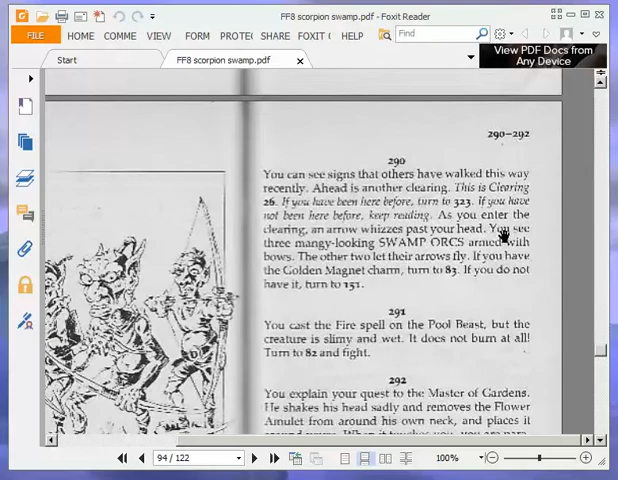 FF8 scorpion swamp.pdf - Foxit Reader
FILE HOME COMME VIEW FORM PROTE SHARE FOXIT C Find
Start FF8 scorpion swamp.pdf View PDF Docs from
Any Device
290–292
290
You can see signs that others have walked this way
recently. Ahead is another clearing. This is Clearing
26. If you have been here before, turn to 323. If you have
not been here before, keep reading. As you enter the
clearing, an arrow whizzes past your head. You see
three mangy-looking SWAMP ORCS armed with
bows. The other two let their arrows fly. If you have
the Golden Magnet charm, turn to 83. If you do not
have it, turn to 151.
291
You cast the Fire spell on the Pool Beast, but the
creature is slimy and wet. It does not burn at all!
Turn to 82 and fight.
292
You explain your quest to the Master of Gardens.
He shakes his head sadly and removes the Flower
Amulet from around his own neck, and places it
94 / 122 100%